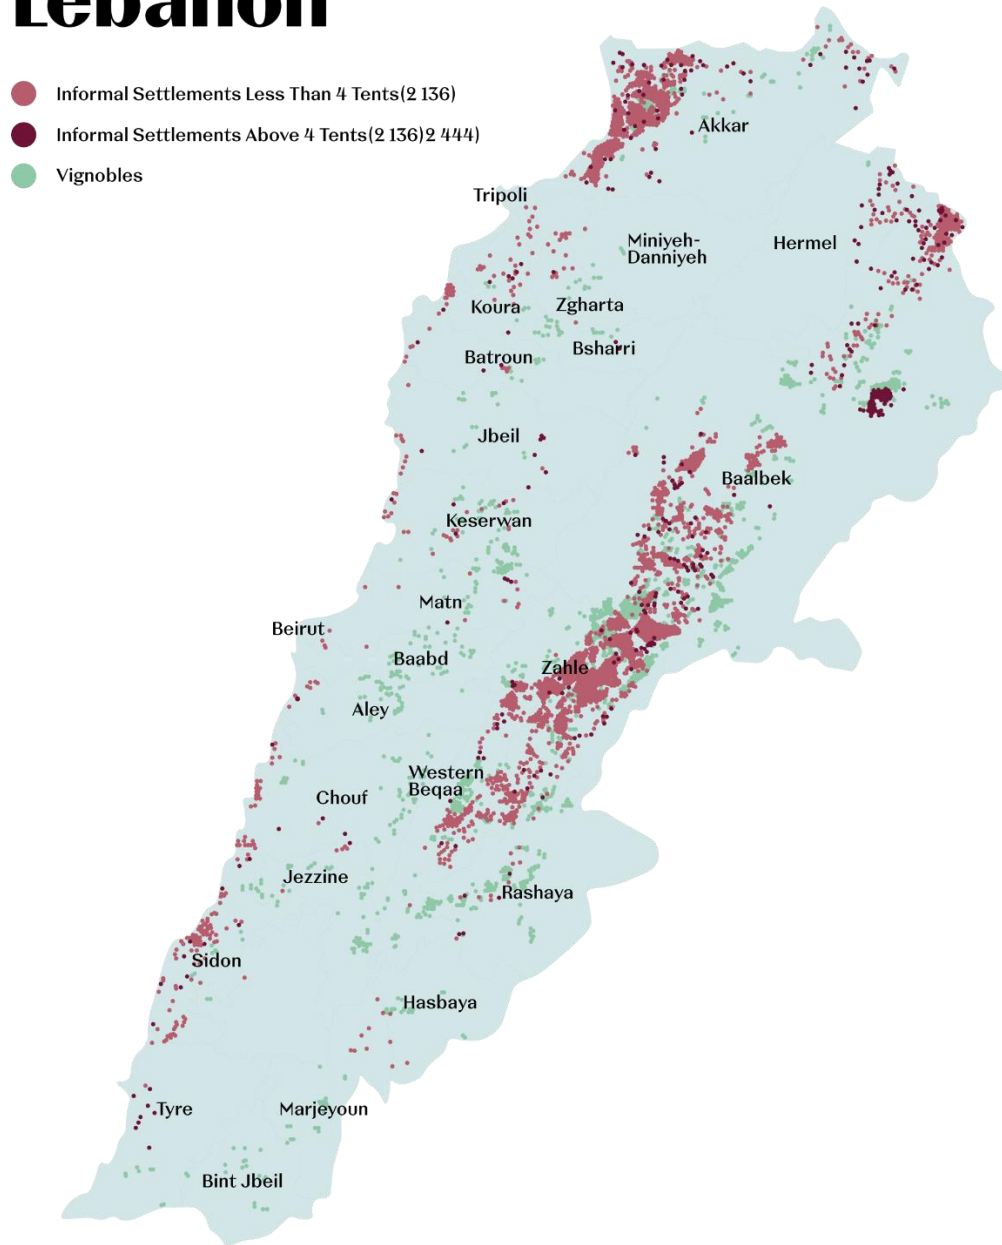 Lebanon
Informal Settlements Less Than 4 Tents(2 136)
Informal Settlements Above 4 Tents(2 136)2 444)
Vignobles
Akkar
Tripoli
Miniyeh-
Danniyeh
Hermel
Koura
Zgharta
Batroun
Bsharri
Jbeil
Baalbek
Keserwan
Matn
Beirut
Baabd
Zahle
Aley
Western
Beqaa
Chouf
Jezzine
Rashaya
Sidon
Hasbaya
Tyre
Marjeyoun
Bint Jbeil